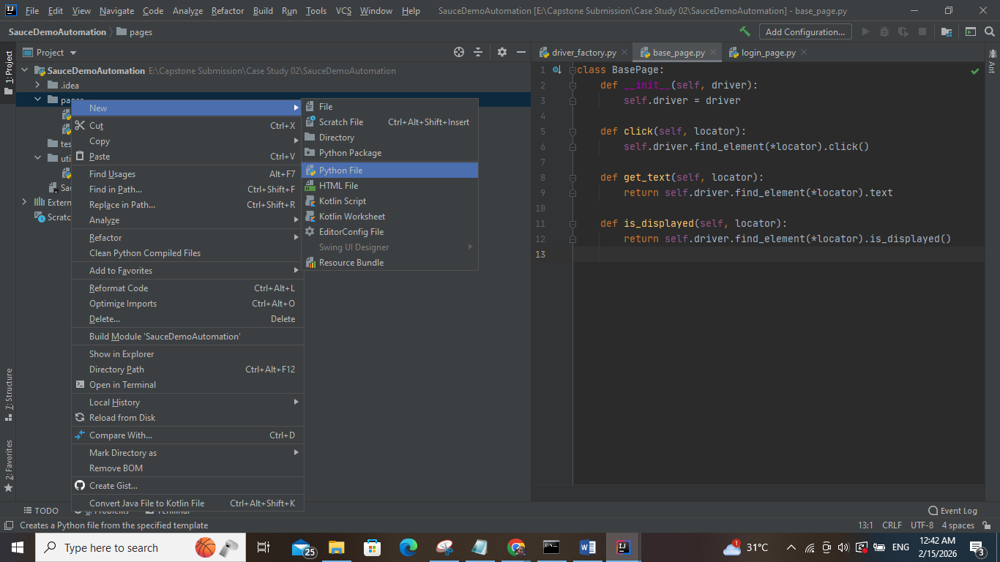 File Edit View Navigate Code Analyze Refactor Build Run Tools VCS Window Help SauceDemoAutomation [E:\Capstone Submission\Case Study 02\SauceDemoAutomation] - base_page.py
SauceDemoAutomation pages Add Configuration...
1: Project
7: Structure
2: Favorites
Project
SauceDemoAutomation E:\Capstone Submission\Case Study 02\SauceDemoAutomation
.idea
pages
tes
uti
Sau
Extern
Scratc
New
Cut Ctrl+X
Copy
Paste Ctrl+V
Find Usages Alt+F7
Find in Path... Ctrl+Shift+F
Replace in Path... Ctrl+Shift+R
Analyze
Refactor
Clean Python Compiled Files
Add to Favorites
Reformat Code Ctrl+Alt+L
Optimize Imports Ctrl+Alt+O
Delete... Delete
Build Module 'SauceDemoAutomation'
Show in Explorer
Directory Path Ctrl+Alt+F12
Open in Terminal
Local History
Reload from Disk
Compare With... Ctrl+D
Mark Directory as
Remove BOM
Create Gist...
Convert Java File to Kotlin File Ctrl+Alt+Shift+K
File
Scratch File Ctrl+Alt+Shift+Insert
Directory
Python Package
Python File
HTML File
Kotlin Script
Kotlin Worksheet
EditorConfig File
Swing UI Designer
Resource Bundle
driver_factory.py base_page.py login_page.py
1 class BasePage:
2 def __init__(self, driver):
3 self.driver = driver
4
5 def click(self, locator):
6 self.driver.find_element(*locator).click()
7
8 def get_text(self, locator):
9 return self.driver.find_element(*locator).text
10
11 def is_displayed(self, locator):
12 return self.driver.find_element(*locator).is_displayed()
13
Ant
TODO Event Log
Creates a Python file from the specified template 13:1 CRLF UTF-8 4 spaces
Type here to search 25 1 31°C ENG 12:42 AM
2/15/2026 3